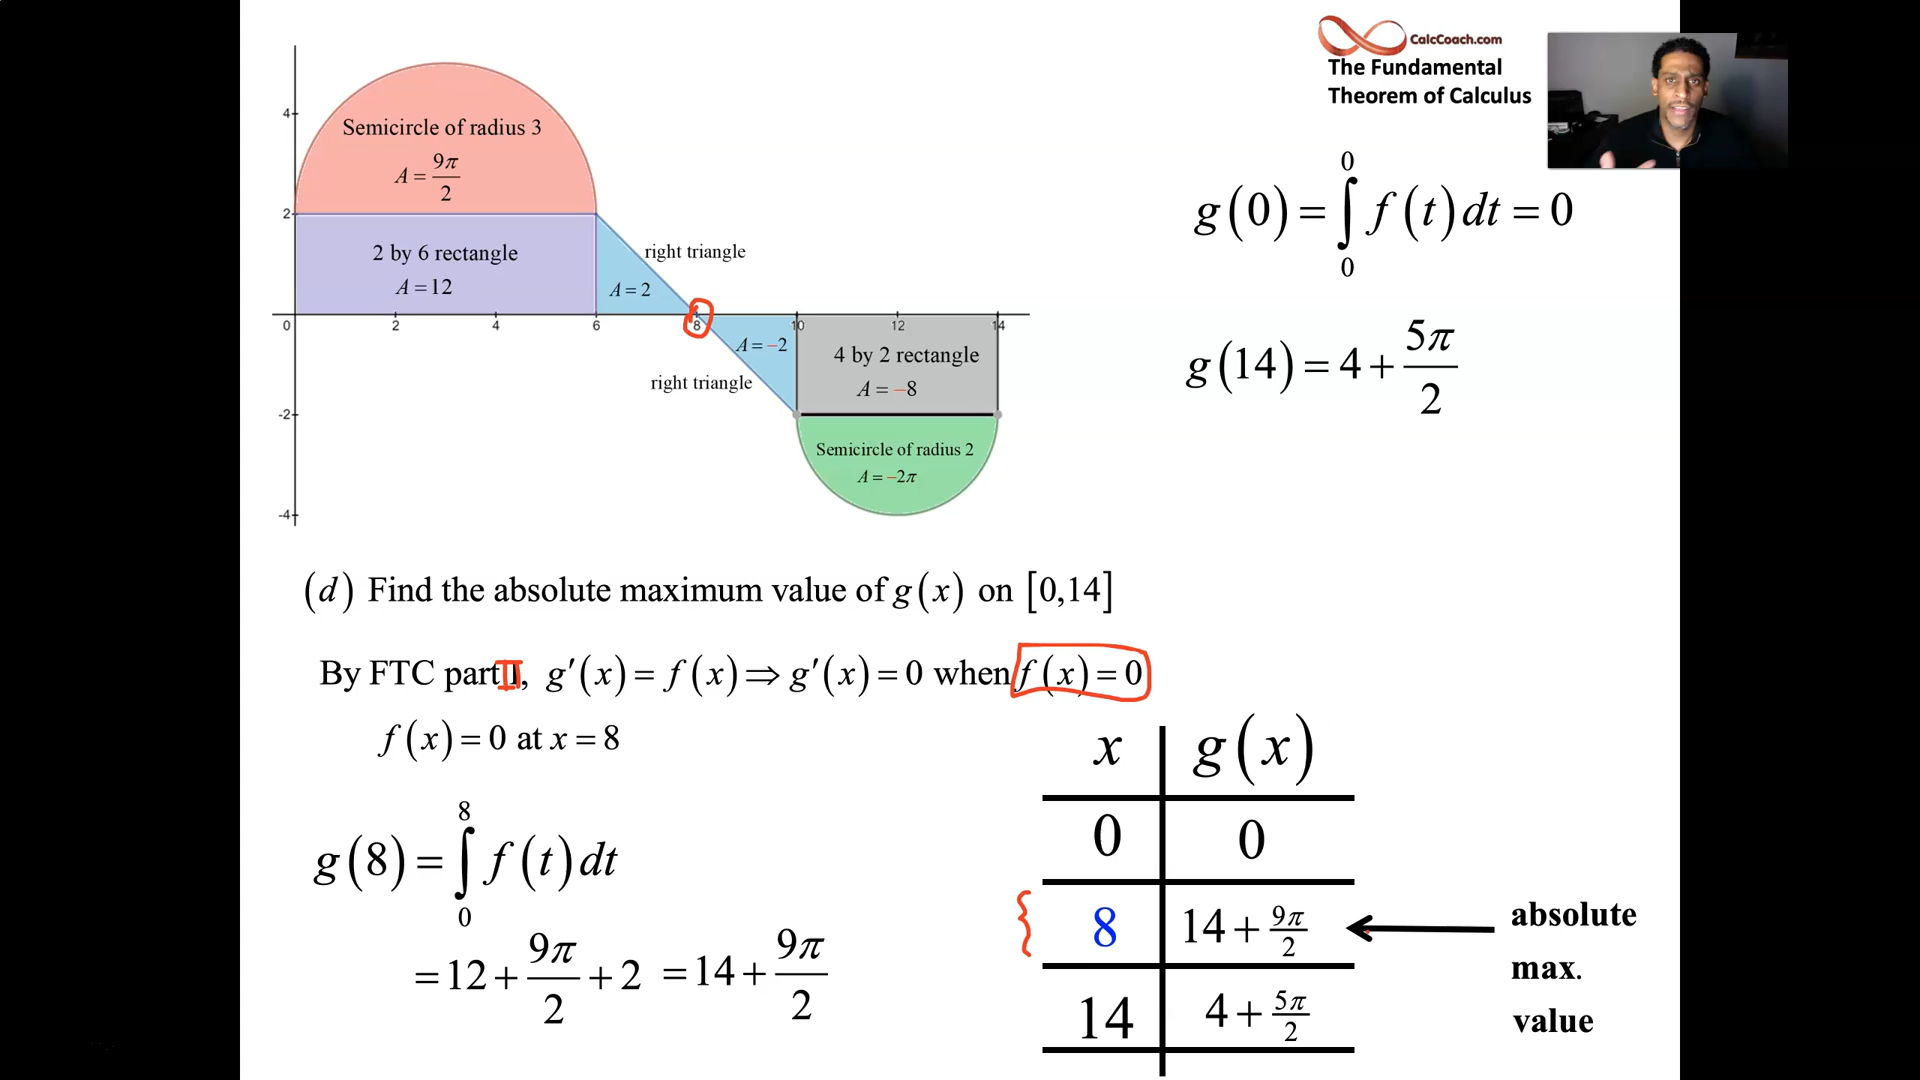 CalcCoach.com
The Fundamental
Theorem of Calculus
4
Semicircle of radius 3
A = 9π/2
2
2 by 6 rectangle
A = 12
right triangle
A = 2
0 2 4 6 8 10 12 14
A = −2
right triangle
4 by 2 rectangle
A = −8
-2
Semicircle of radius 2
A = −2π
-4
g(0) = ∫₀⁰ f(t)dt = 0
g(14) = 4 + 5π/2
(d) Find the absolute maximum value of g(x) on [0,14]
By FTC part II, g′(x) = f(x) ⇒ g′(x) = 0 when f(x) = 0
f(x) = 0 at x = 8
g(8) = ∫₀⁸ f(t)dt
= 12 + 9π/2 + 2 = 14 + 9π/2
x g(x)
0 0
8 14 + 9π/2
14 4 + 5π/2
absolute
max.
value